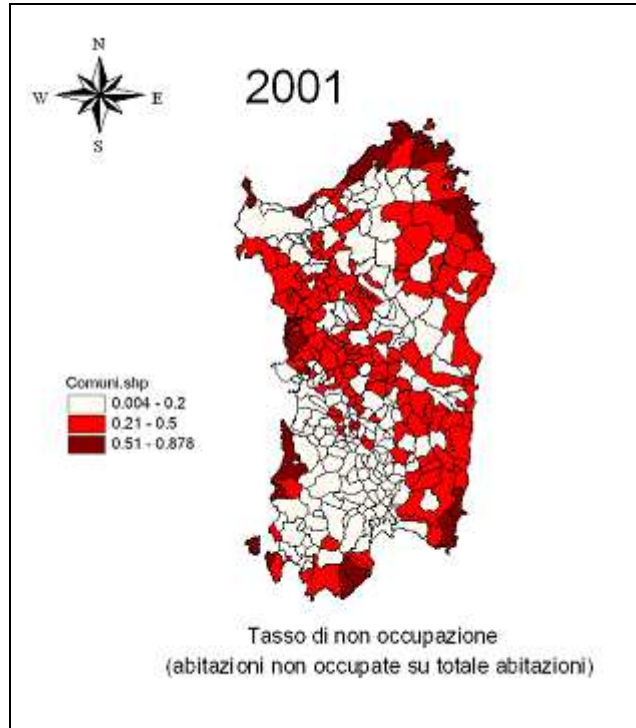 N
2001
W E
S
Comuni.shp
0.004 - 0.2
0.21 - 0.5
0.51 - 0.878
Tasso di non occupazione
(abitazioni non occupate su totale abitazioni)